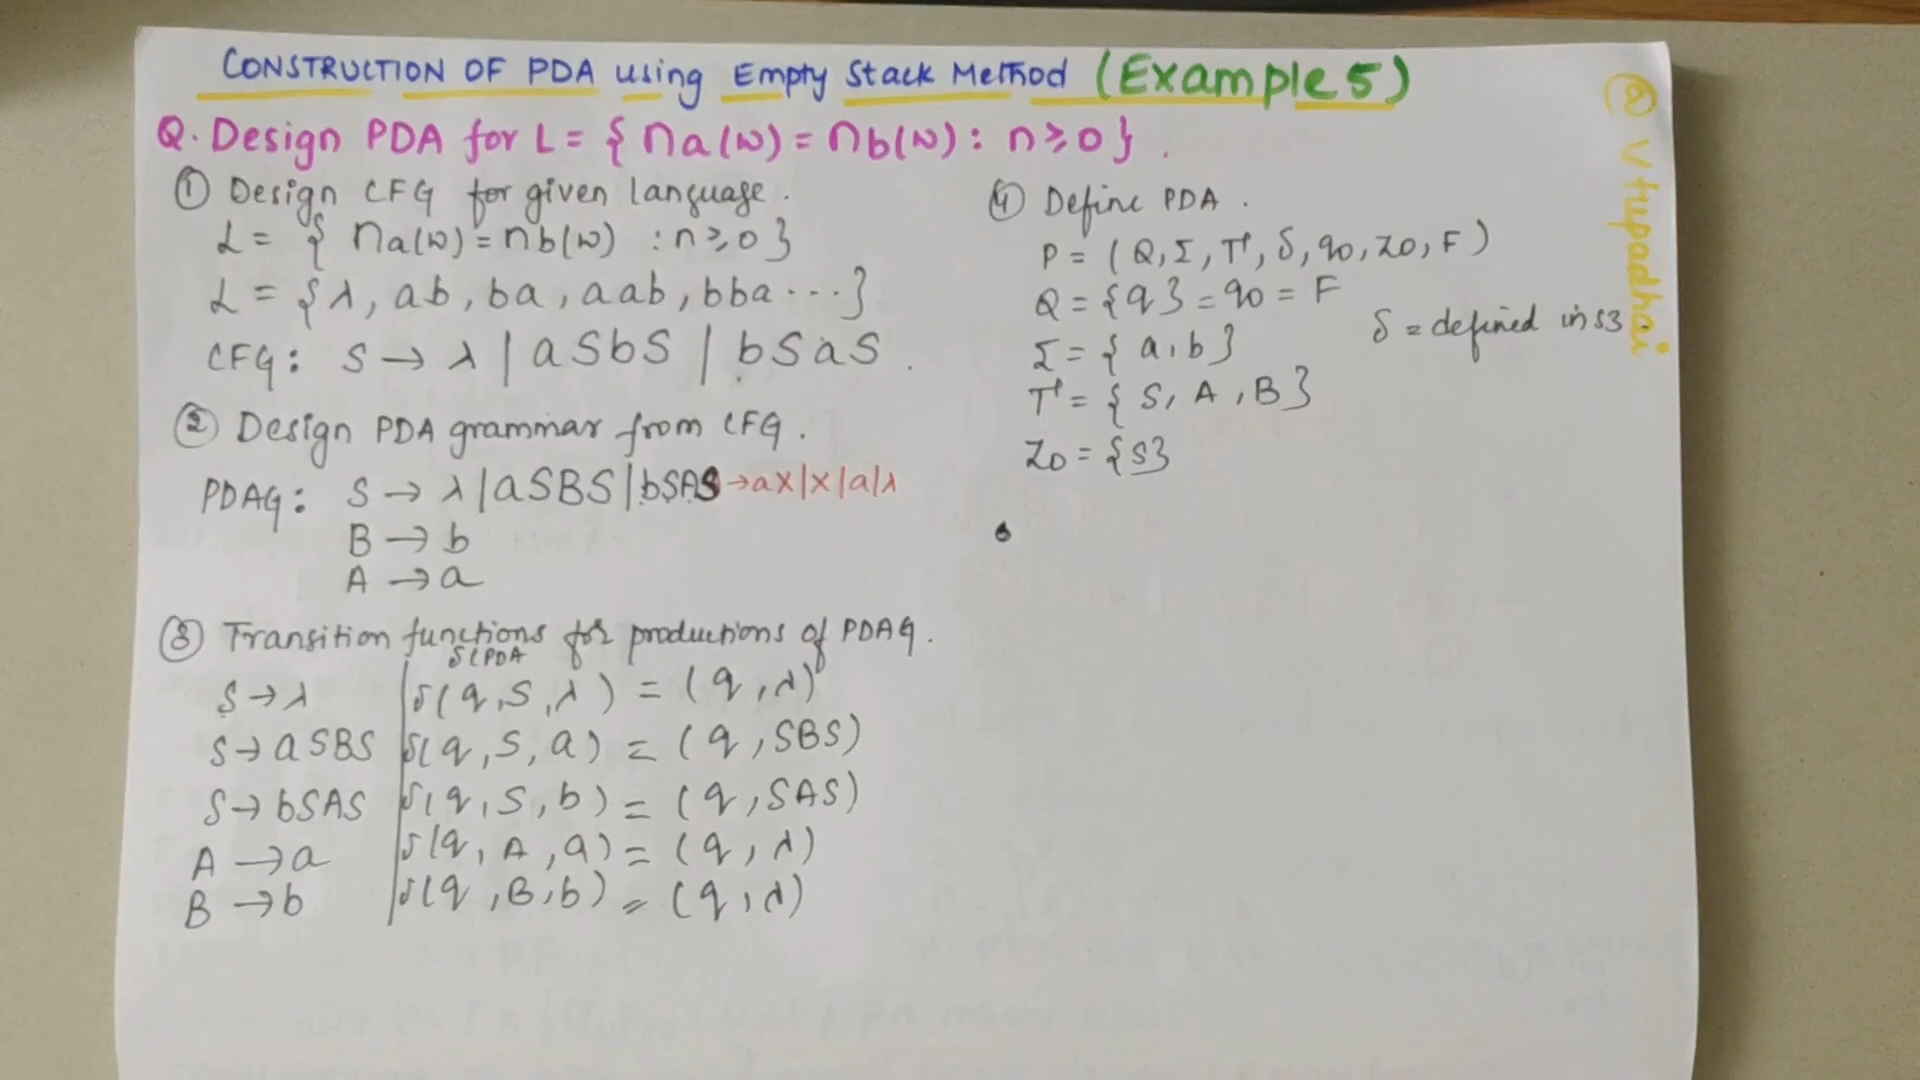 CONSTRUCTION OF PDA using Empty Stack Method (Example 5)
Q. Design PDA for L = { na(w) = nb(w) : n ≥ 0 } .
① Design CFG for given language .
L = { na(w) = nb(w) : n ≥ 0 }
L = { λ, ab, ba, aab, bba ... }
CFG : S → λ | aSbS | bSaS .
② Design PDA grammar from CFG .
PDAG : S → λ | aSBS | bSAS → aX | X | a | λ
B → b
A → a
③ Transition functions for productions of PDAG .
δ(PDA
S → λ | δ(q, S, λ) = (q, λ)
S → aSBS | δ(q, S, a) = (q, SBS)
S → bSAS | δ(q, S, b) = (q, SAS)
A → a | δ(q, A, a) = (q, λ)
B → b | δ(q, B, b) = (q, λ)
④ Define PDA .
P = ( Q, Σ, Γ, δ, q0, z0, F )
Q = {q} = q0 = F
δ = defined in S3 .
Σ = { a, b }
Γ = { S, A, B }
Z0 = {S}
@ Vtupadhai